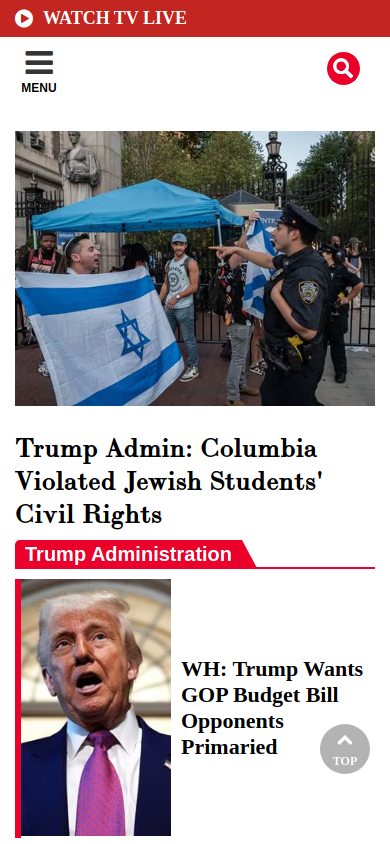 WATCH TV LIVE
MENU
Trump Admin: Columbia
Violated Jewish Students'
Civil Rights
Trump Administration
WH: Trump Wants
GOP Budget Bill
Opponents
Primaried
TOP